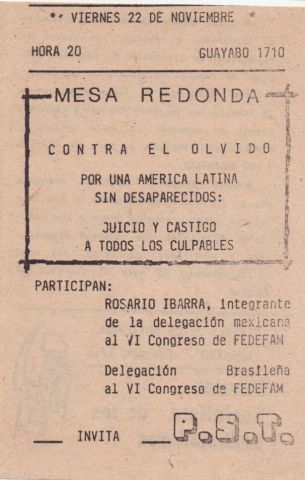 ** VIERNES 22 DE NOVIEMBRE *
HORA 20 GUAYABO 1710
MESA REDONDA
CONTRA EL OLVIDO
POR UNA AMERICA LATINA
SIN DESAPARECIDOS:
JUICIO Y CASTIGO
A TODOS LOS CULPABLES
PARTICIPAN:
ROSARIO IBARRA, integrante
de la delegación mexicana
al VI Congreso de FEDEFAM
Delegación Brasileña
al VI Congreso de FEDEFAM
__ INVITA __ P.S.T.